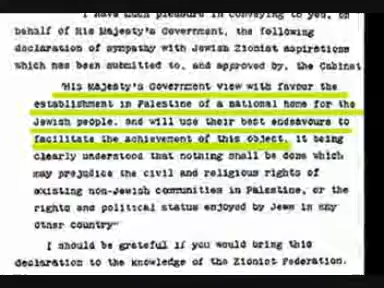 I have much pleasure in conveying to you, on
behalf of His Majesty's Government, the following
declaration of sympathy with Jewish Zionist aspirations
which has been submitted to, and approved by, the Cabinet
'His Majesty's Government view with favour the
establishment in Palestine of a national home for the
Jewish people, and will use their best endeavours to
facilitate the achievement of this object, it being
clearly understood that nothing shall be done which
may prejudice the civil and religious rights of
existing non-Jewish communities in Palestine, or the
rights and political status enjoyed by Jews in any
other country"
I should be grateful if you would bring this
declaration to the knowledge of the Zionist Federation.